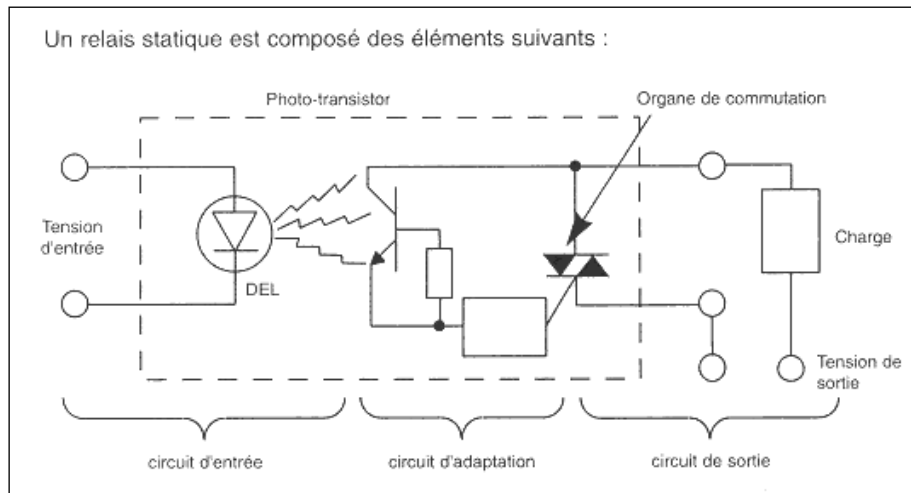 Un relais statique est composé des éléments suivants :
Photo-transistor
Organe de commutation
Tension
d'entrée
DEL
Charge
Tension de
sortie
circuit d'entrée
circuit d'adaptation
circuit de sortie